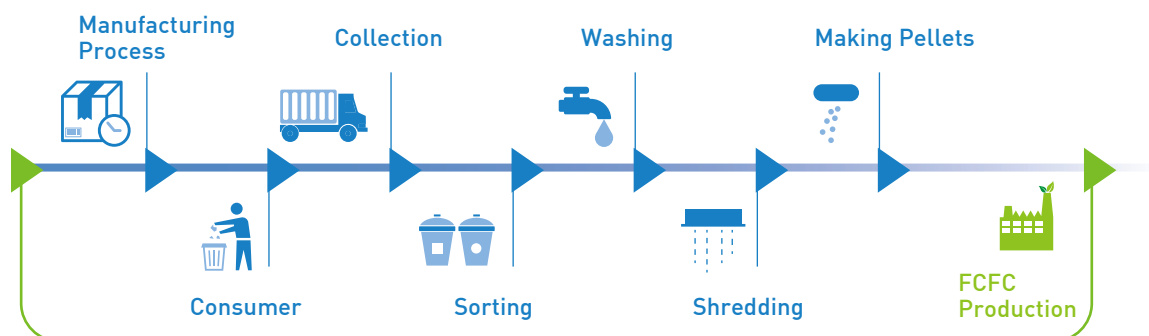 Manufacturing
Process
Collection
Washing
Making Pellets
Consumer
Sorting
Shredding
FCFC
Production